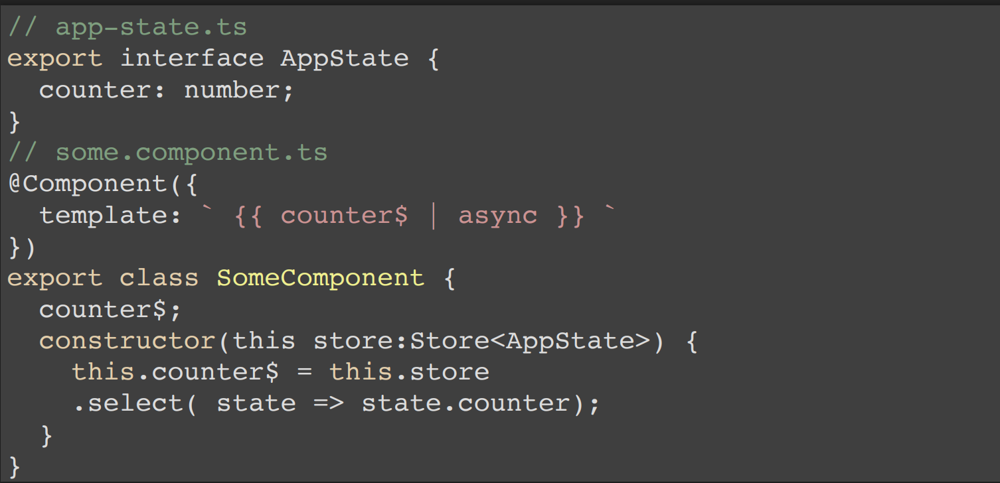 // app-state.ts
export interface AppState {
  counter: number;
}
// some.component.ts
@Component({
  template: ` {{ counter$ | async }} `
})
export class SomeComponent {
  counter$;
  constructor(this store:Store<AppState>) {
    this.counter$ = this.store
    .select( state => state.counter);
  }
}